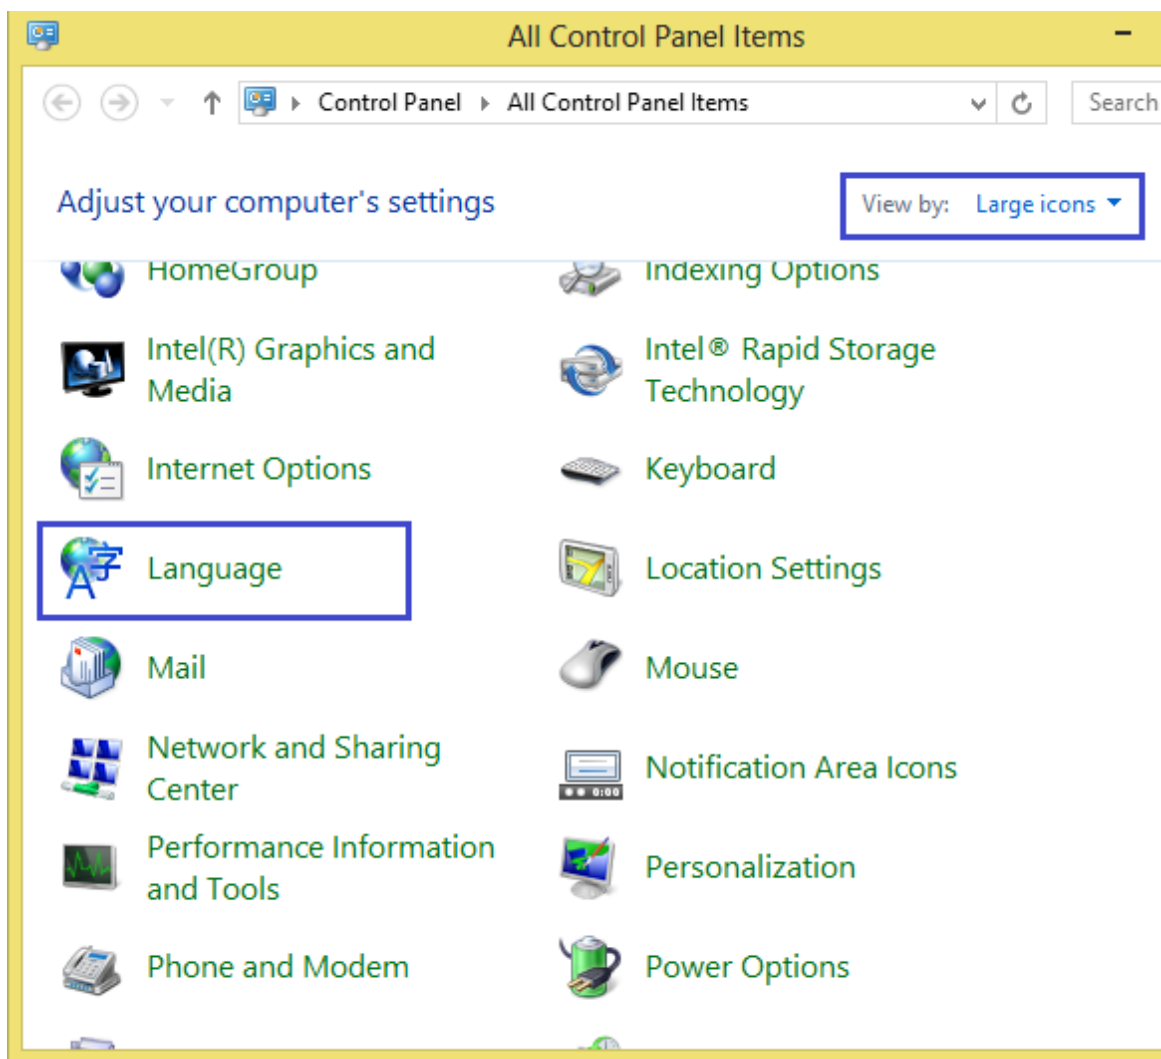 All Control Panel Items
Control Panel All Control Panel Items
Search
Adjust your computer's settings
View by: Large icons
HomeGroup
Indexing Options
Intel(R) Graphics and
Media
Intel® Rapid Storage
Technology
Internet Options
Keyboard
Language
Location Settings
Mail
Mouse
Network and Sharing
Center
Notification Area Icons
Performance Information
and Tools
Personalization
Phone and Modem
Power Options